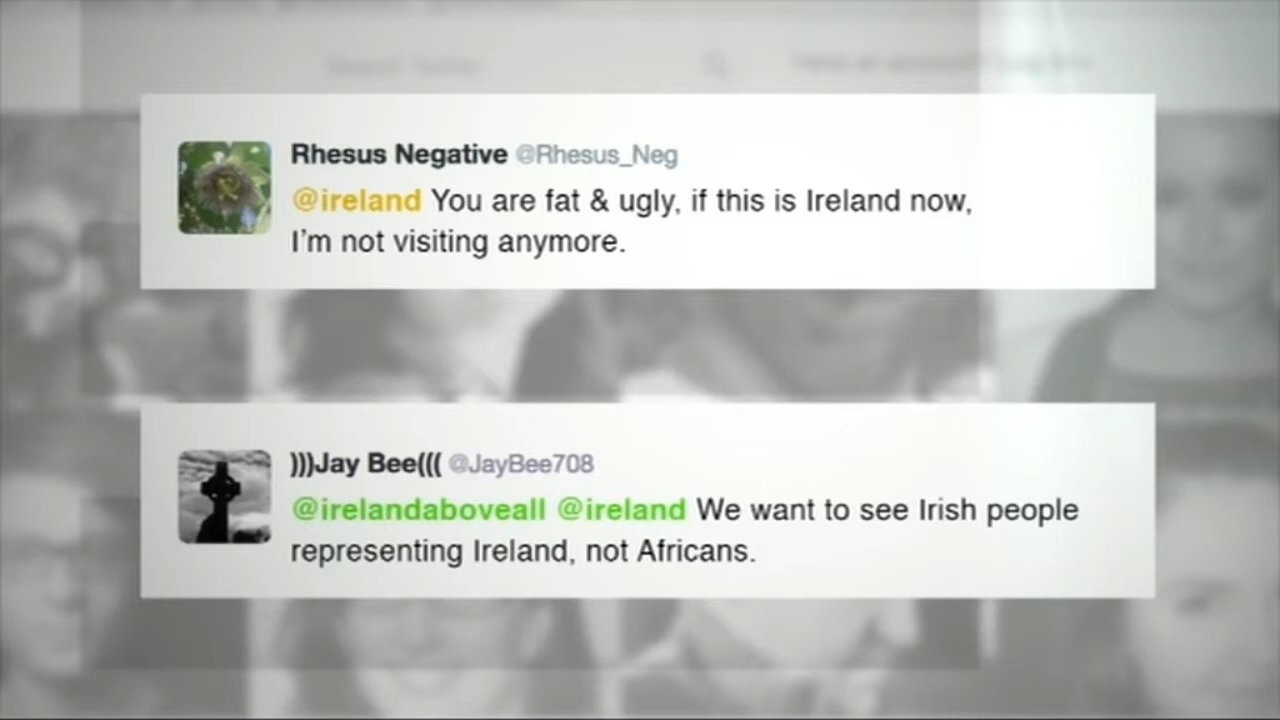 Rhesus Negative @Rhesus_Neg
@ireland You are fat & ugly, if this is Ireland now,
I'm not visiting anymore.
)))Jay Bee((( @JayBee708
@irelandaboveall @ireland We want to see Irish people
representing Ireland, not Africans.